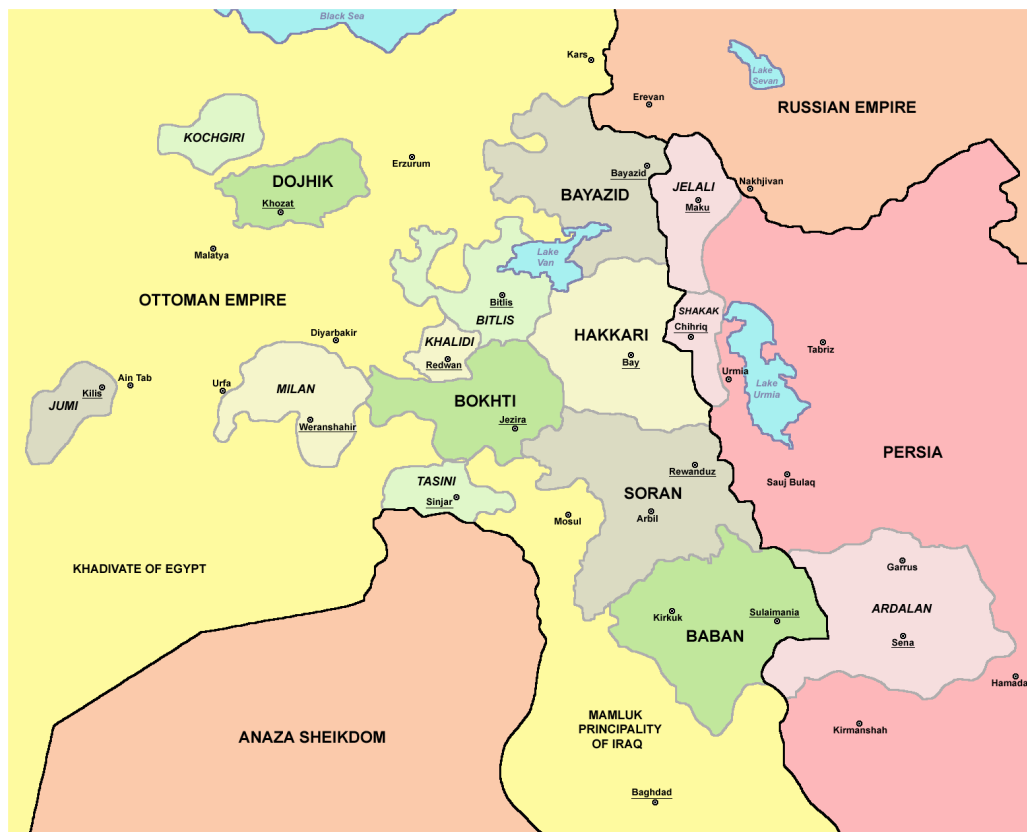 Black Sea
Kars
Lake
Sevan
Erevan
RUSSIAN EMPIRE
KOCHGIRI
Erzurum
DOJHIK
Khozat
Bayazid
BAYAZID
JELALI
Maku
Nakhjivan
Malatya
Lake
Van
OTTOMAN EMPIRE
Bitlis
BITLIS
SHAKAK
Chihriq
HAKKARI
Bay
Diyarbakir
KHALIDI
Redwan
Tabriz
Urmia
Lake
Urmia
Ain Tab
Kilis
JUMI
Urfa
MILAN
Weranshahir
BOKHTI
Jezira
PERSIA
Rewanduz
SORAN
Arbil
Sauj Bulaq
TASINI
Sinjar
Mosul
KHADIVATE OF EGYPT
Garrus
ARDALAN
Sena
Kirkuk
Sulaimania
BABAN
Hamada
ANAZA SHEIKDOM
MAMLUK
PRINCIPALITY
OF IRAQ
Kirmanshah
Baghdad